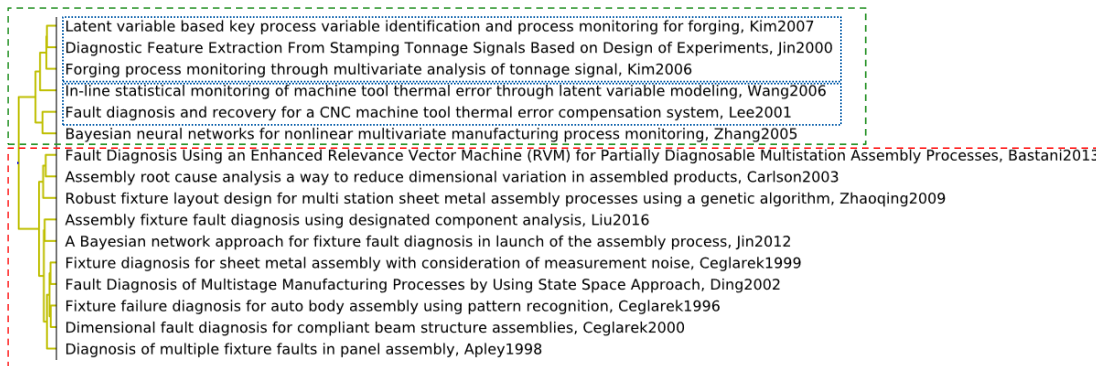 Latent variable based key process variable identification and process monitoring for forging, Kim2007
Diagnostic Feature Extraction From Stamping Tonnage Signals Based on Design of Experiments, Jin2000
Forging process monitoring through multivariate analysis of tonnage signal, Kim2006
In-line statistical monitoring of machine tool thermal error through latent variable modeling, Wang2006
Fault diagnosis and recovery for a CNC machine tool thermal error compensation system, Lee2001
Bayesian neural networks for nonlinear multivariate manufacturing process monitoring, Zhang2005
Fault Diagnosis Using an Enhanced Relevance Vector Machine (RVM) for Partially Diagnosable Multistation Assembly Processes, Bastani2013
Assembly root cause analysis a way to reduce dimensional variation in assembled products, Carlson2003
Robust fixture layout design for multi station sheet metal assembly processes using a genetic algorithm, Zhaoqing2009
Assembly fixture fault diagnosis using designated component analysis, Liu2016
A Bayesian network approach for fixture fault diagnosis in launch of the assembly process, Jin2012
Fixture diagnosis for sheet metal assembly with consideration of measurement noise, Ceglarek1999
Fault Diagnosis of Multistage Manufacturing Processes by Using State Space Approach, Ding2002
Fixture failure diagnosis for auto body assembly using pattern recognition, Ceglarek1996
Dimensional fault diagnosis for compliant beam structure assemblies, Ceglarek2000
Diagnosis of multiple fixture faults in panel assembly, Apley1998